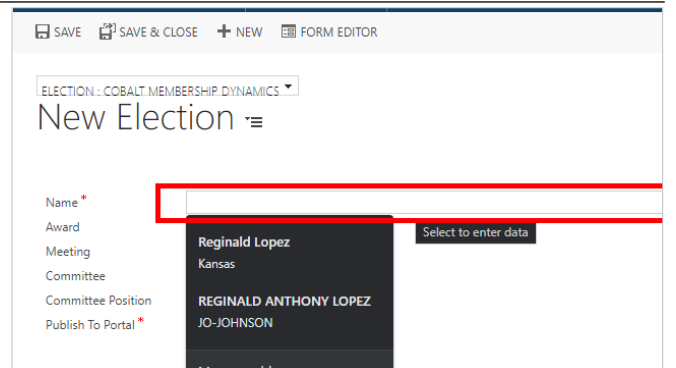 SAVE SAVE & CLOSE NEW FORM EDITOR
ELECTION : COBALT MEMBERSHIP DYNAMICS
New Election
Name *
Award
Select to enter data
Reginald Lopez
Meeting
Kansas
Committee
Committee Position
REGINALD ANTHONY LOPEZ
Publish To Portal *
JO-JOHNSON